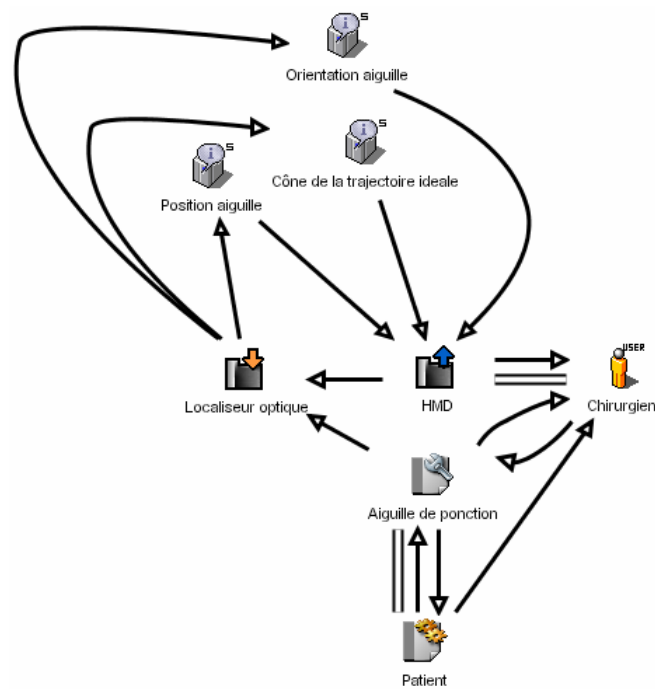 S
Orientation aiguille
S
Cône de la trajectoire ideale
S
Position aiguille
USER
Localiseur optique
HMD
Chirurgien
Aiguille de ponction
Patient